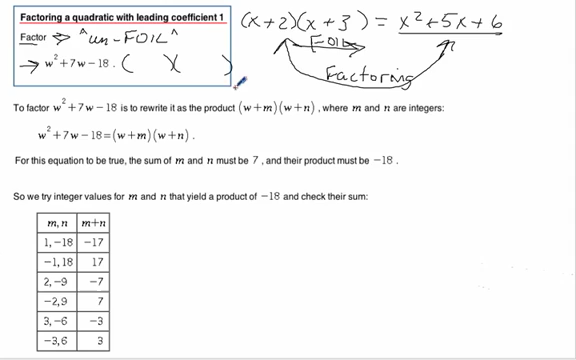 Factoring a quadratic with leading coefficient 1
(x+2)(x+3) = x²+5x+6
Factor → "un-FOIL"
FOIL
→ w²+7w−18. (   )(   )
Factoring
To factor w²+7w−18 is to rewrite it as the product (w+m)(w+n), where m and n are integers:
w²+7w−18=(w+m)(w+n).
For this equation to be true, the sum of m and n must be 7, and their product must be −18.
So we try integer values for m and n that yield a product of −18 and check their sum:
m, n m+n
1, −18 −17
−1, 18 17
2, −9 −7
−2, 9 7
3, −6 −3
−3, 6 3